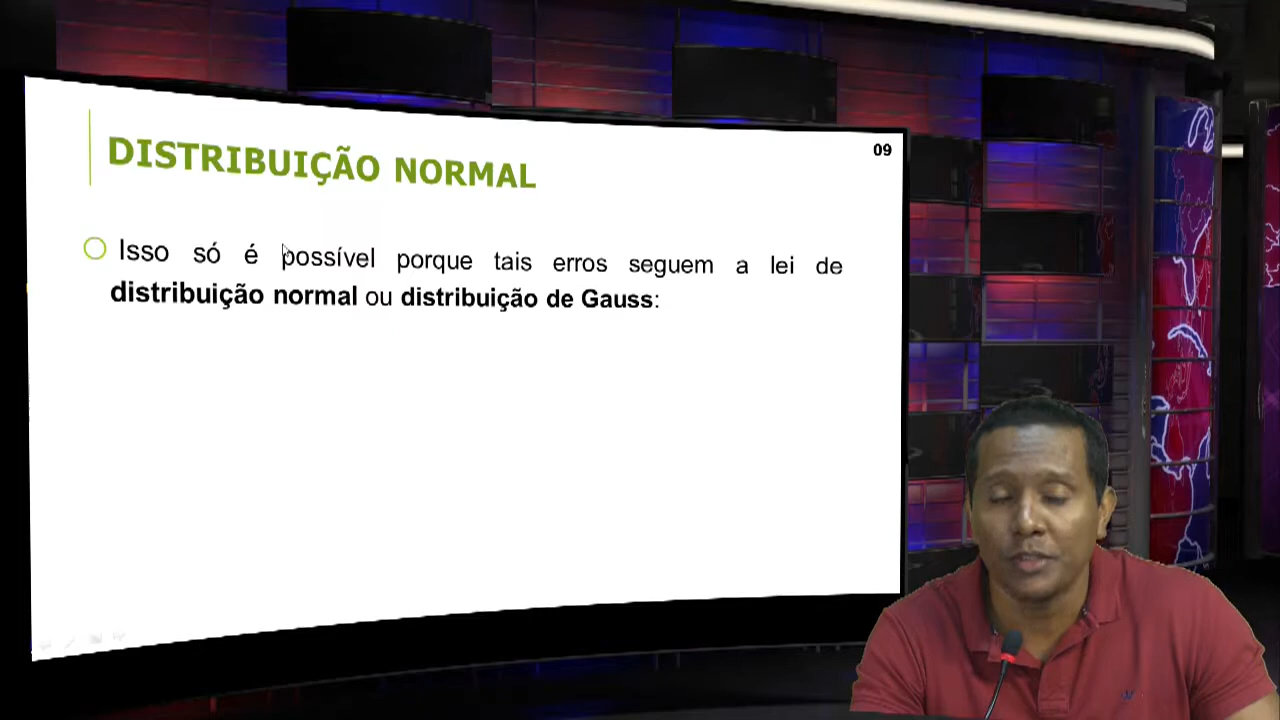 DISTRIBUIÇÃO NORMAL
09
Isso só é possível porque tais erros seguem a lei de
distribuição normal ou distribuição de Gauss: